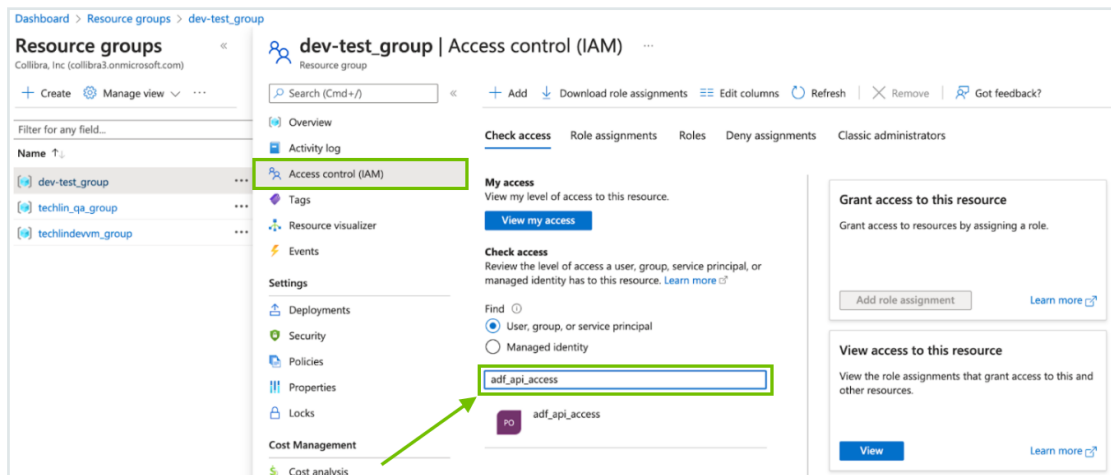 Dashboard > Resource groups > dev-test_group
Resource groups
Collibra, Inc (collibra3.onmicrosoft.com)
Create
Manage view
Filter for any field...
Name
dev-test_group
techlin_qa_group
techlindevvm_group
dev-test_group | Access control (IAM)
Resource group
Search (Cmd+/)
Overview
Activity log
Access control (IAM)
Tags
Resource visualizer
Events
Settings
Deployments
Security
Policies
Properties
Locks
Cost Management
Cost analysis
Add
Download role assignments
Edit columns
Refresh
Remove
Got feedback?
Check access
Role assignments
Roles
Deny assignments
Classic administrators
My access
View my level of access to this resource.
View my access
Check access
Review the level of access a user, group, service principal, or
managed identity has to this resource. Learn more
Find
User, group, or service principal
Managed identity
adf_api_access
PO
adf_api_access
Grant access to this resource
Grant access to resources by assigning a role.
Add role assignment
Learn more
View access to this resource
View the role assignments that grant access to this and
other resources.
View
Learn more